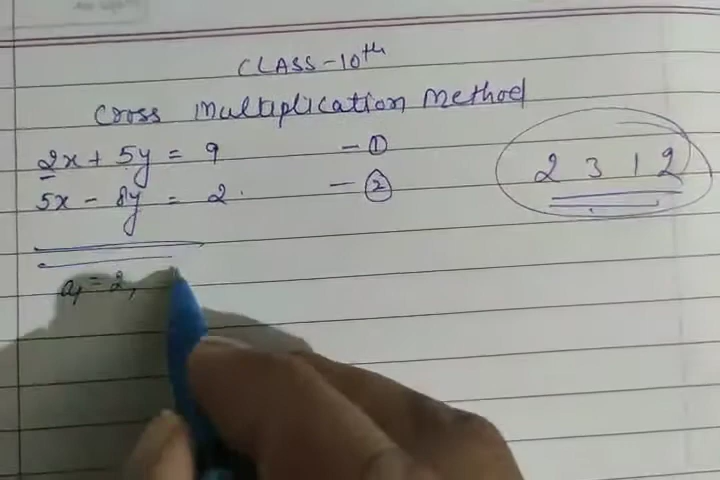 CLASS-10th
Cross Multiplication Method
2x + 5y = 9 - ①
5x - 8y = 2. - ②
2 3 1 2
a₁ = 2,